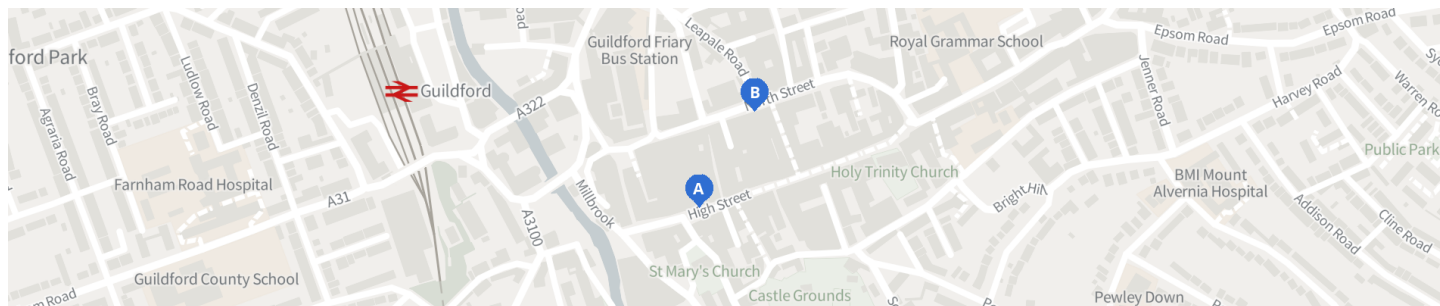 Leapale Road
Epsom Road
Epsom Road
Guildford Friary
Bus Station
Royal Grammar School
ford Park
Ludlow Road
Bray Road
Denzil Road
Guildford
A322
B
North Street
Jenner Road
Harvey Road
Agraria Road
Public Park
Farnham Road Hospital
A31
Millbrook
A
High Street
Holy Trinity Church
Bright Hill
BMI Mount
Alvernia Hospital
Addison Road
Cline Road
A3100
St Mary's Church
Guildford County School
Castle Grounds
Pewley Down